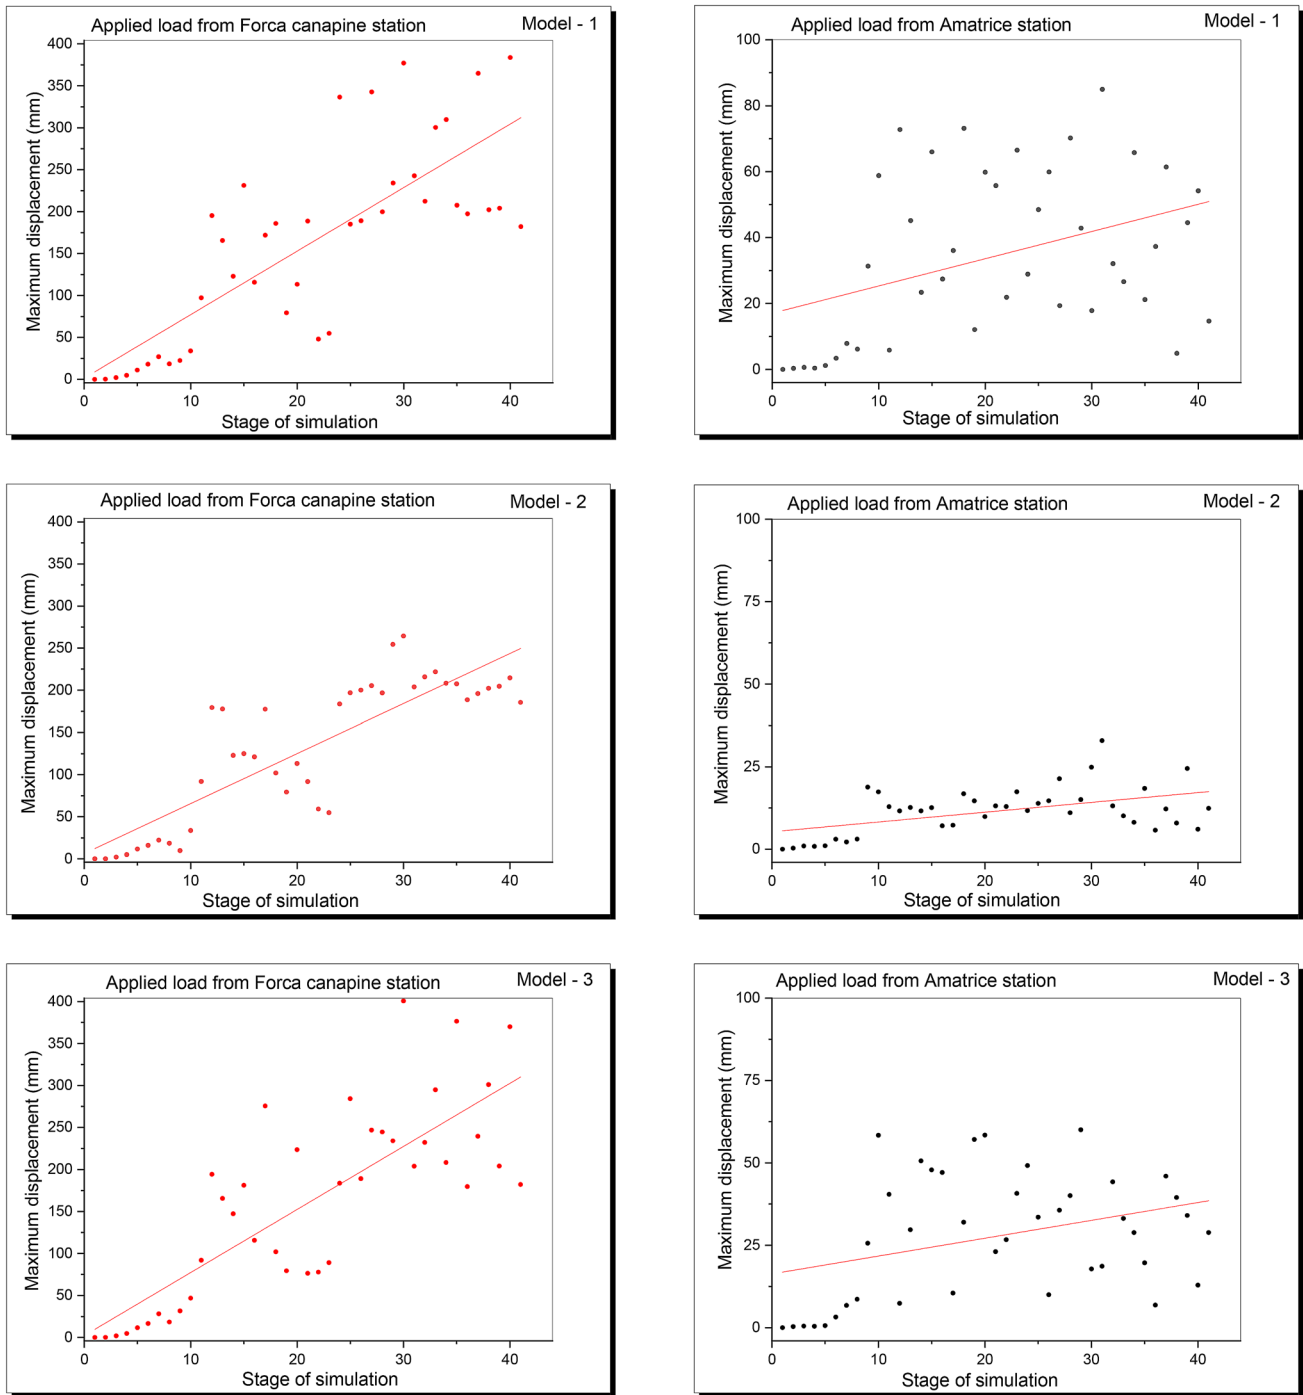 Applied load from Forca canapine station
Model - 1
Maximum displacement (mm)
400
350
300
250
200
150
100
50
0
0 10 20 30 40
Stage of simulation
Applied load from Amatrice station
Model - 1
Maximum displacement (mm)
100
80
60
40
20
0
0 10 20 30 40
Stage of simulation
Applied load from Forca canapine station
Model - 2
Maximum displacement (mm)
400
350
300
250
200
150
100
50
0
0 10 20 30 40
Stage of simulation
Applied load from Amatrice station
Model - 2
Maximum displacement (mm)
100
75
50
25
0
0 10 20 30 40
Stage of simulation
Applied load from Forca canapine station
Model - 3
Maximum displacement (mm)
400
350
300
250
200
150
100
50
0
0 10 20 30 40
Stage of simulation
Applied load from Amatrice station
Model - 3
Maximum displacement (mm)
100
75
50
25
0
0 10 20 30 40
Stage of simulation